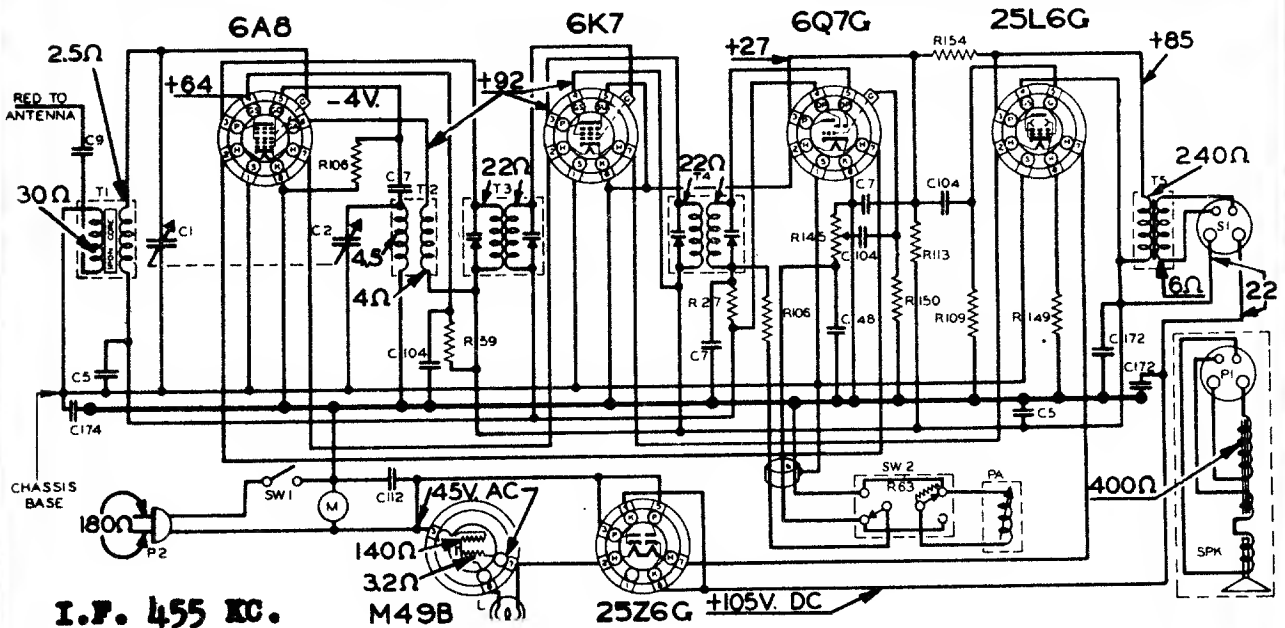 6A8
6K7
6Q7G
25L6G
2.5Ω
+64
-4V.
+92
+27
R154
+85
RED TO
ANTENNA
C9
R106
C7
22Ω
22Ω
C7
C104
240Ω
T1
T2
T3
T4
T5
30Ω
IRON CORE
C1
C2
4.5
R145
C104
R113
S1
4Ω
6Ω
22
C104
R159
R27
R106
C148
R150
R109
R149
C172
C5
C7
C172
P1
C174
C5
CHASSIS
BASE
SW1
M
C112
45V. AC
SW 2
R63
PA
400Ω
180Ω
P2
140Ω
3.2Ω
L
SPK
I.F. 455 KC.
M49B
25Z6G
+105V. DC